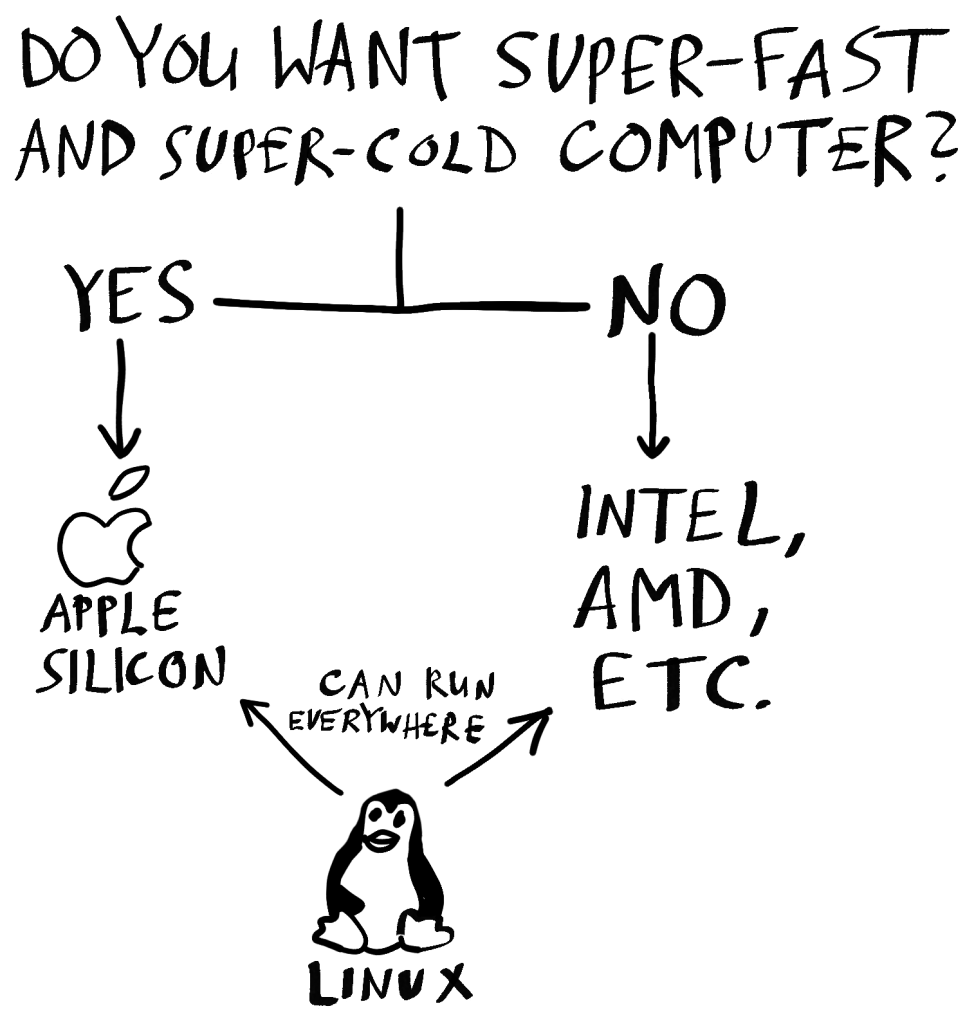 DO YOU WANT SUPER-FAST
AND SUPER-COLD COMPUTER?
YES
NO
APPLE
SILICON
INTEL,
AMD,
ETC.
CAN RUN
EVERYWHERE
LINUX